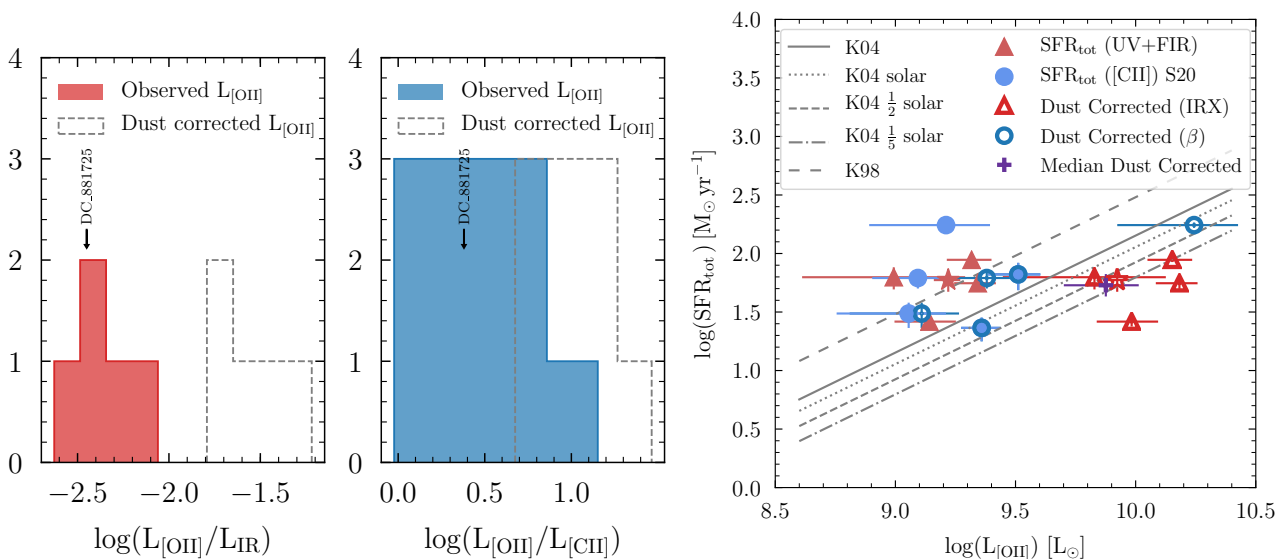 4
3
2
1
0
Observed L[OII]
Dust corrected L[OII]
DC_881725
−2.5
−2.0
−1.5
log(L[OII]/LIR)
4
3
2
1
0
Observed L[OII]
Dust corrected L[OII]
DC_881725
0.0
0.5
1.0
log(L[OII]/L[CII])
4.0
3.5
3.0
2.5
2.0
1.5
1.0
0.5
0.0
log(SFRtot) [M⊙ yr−1]
K04
K04 solar
K04 1/2 solar
K04 1/5 solar
K98
SFRtot (UV+FIR)
SFRtot ([CII]) S20
Dust Corrected (IRX)
Dust Corrected (β)
Median Dust Corrected
8.5
9.0
9.5
10.0
10.5
log(L[OII]) [L⊙]